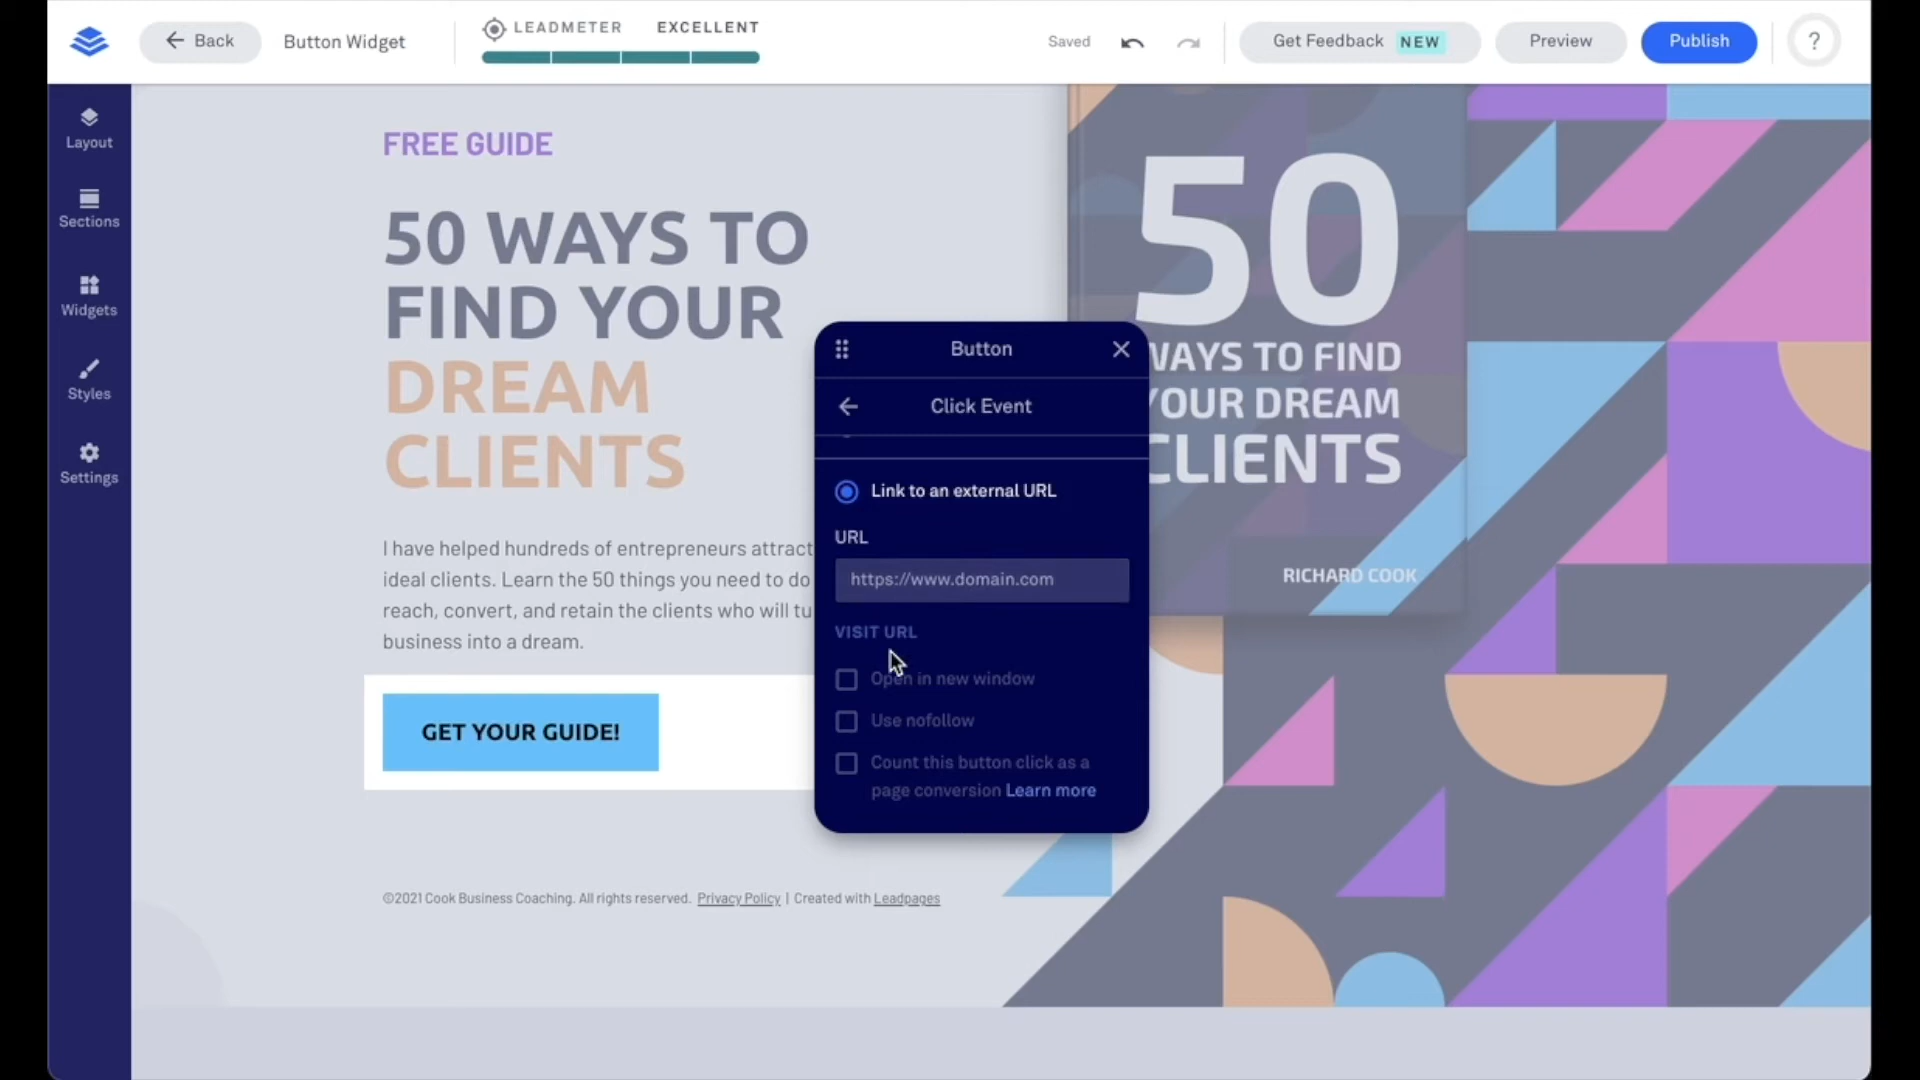 Back
Button Widget
LEADMETER
EXCELLENT
Saved
Get Feedback NEW
Preview
Publish
?
Layout
Sections
Widgets
Styles
Settings
FREE GUIDE
50 WAYS TO
FIND YOUR
DREAM
CLIENTS
I have helped hundreds of entrepreneurs attract
ideal clients. Learn the 50 things you need to do
reach, convert, and retain the clients who will tu
business into a dream.
GET YOUR GUIDE!
©2021 Cook Business Coaching. All rights reserved. Privacy Policy | Created with Leadpages
Button
Click Event
Link to an external URL
URL
https://www.domain.com
VISIT URL
Open in new window
Use nofollow
Count this button click as a
page conversion Learn more
50
WAYS TO FIND
YOUR DREAM
CLIENTS
RICHARD COOK